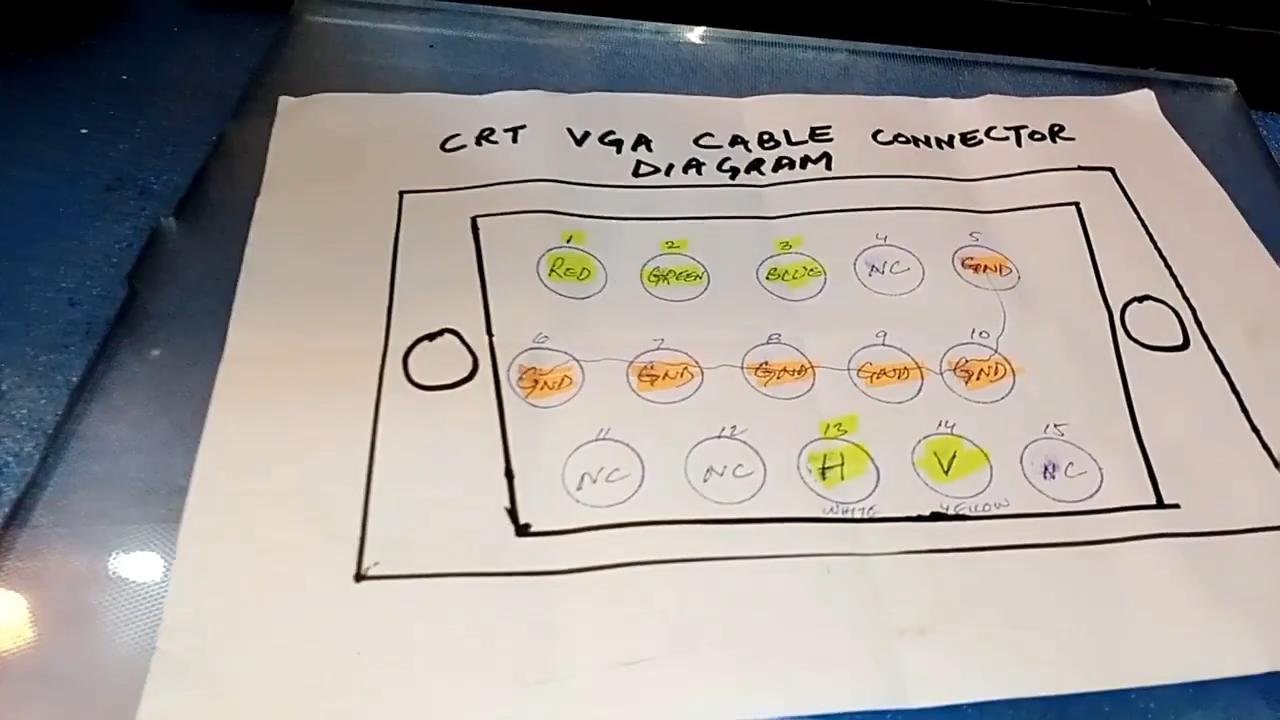 CRT VGA CABLE CONNECTOR
DIAGRAM
1 2 3 4 5
RED GREEN BLUE NC GND
6 7 8 9 10
GND GND GND GND GND
11 12 13 14 15
NC NC H V NC
WHITE YELLOW